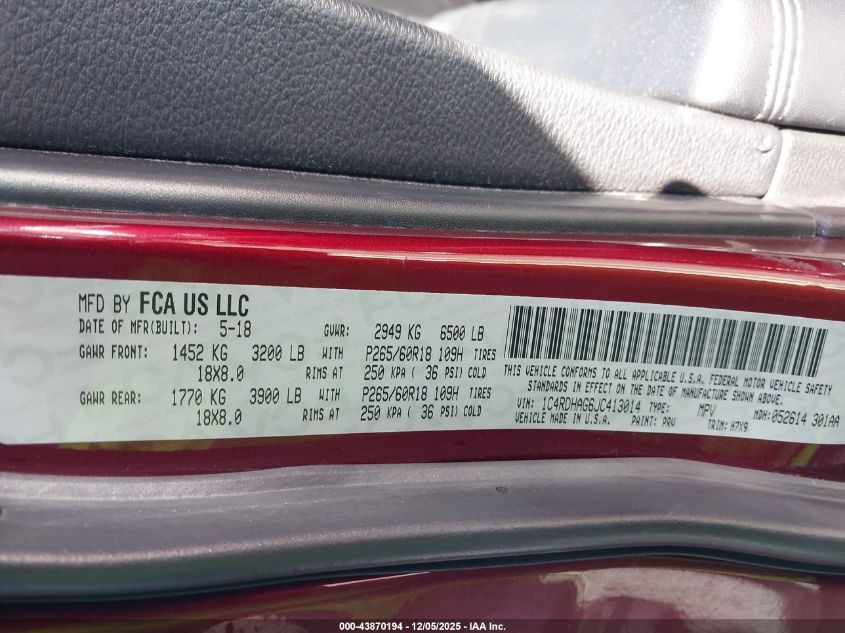 MFD BY FCA US LLC
DATE OF MFR(BUILT): 5-18 GVWR: 2949 KG 6500 LB
GAWR FRONT: 1452 KG 3200 LB WITH P265/60R18 109H TIRES
18X8.0 RIMS AT 250 KPA ( 36 PSI) COLD
GAWR REAR: 1770 KG 3900 LB WITH P265/60R18 109H TIRES
18X8.0 RIMS AT 250 KPA ( 36 PSI) COLD
THIS VEHICLE CONFORMS TO ALL APPLICABLE U.S.A. FEDERAL MOTOR VEHICLE SAFETY
STANDARDS IN EFFECT ON THE DATE OF MANUFACTURE SHOWN ABOVE.
VIN: 1C4RDHAG6JC413014 TYPE: MPV MDH: 052614 301AA
VEHICLE MADE IN U.S.A. PAINT: PRV TRIM: H7X9
000-43870194 - 12/05/2025 - IAA Inc.